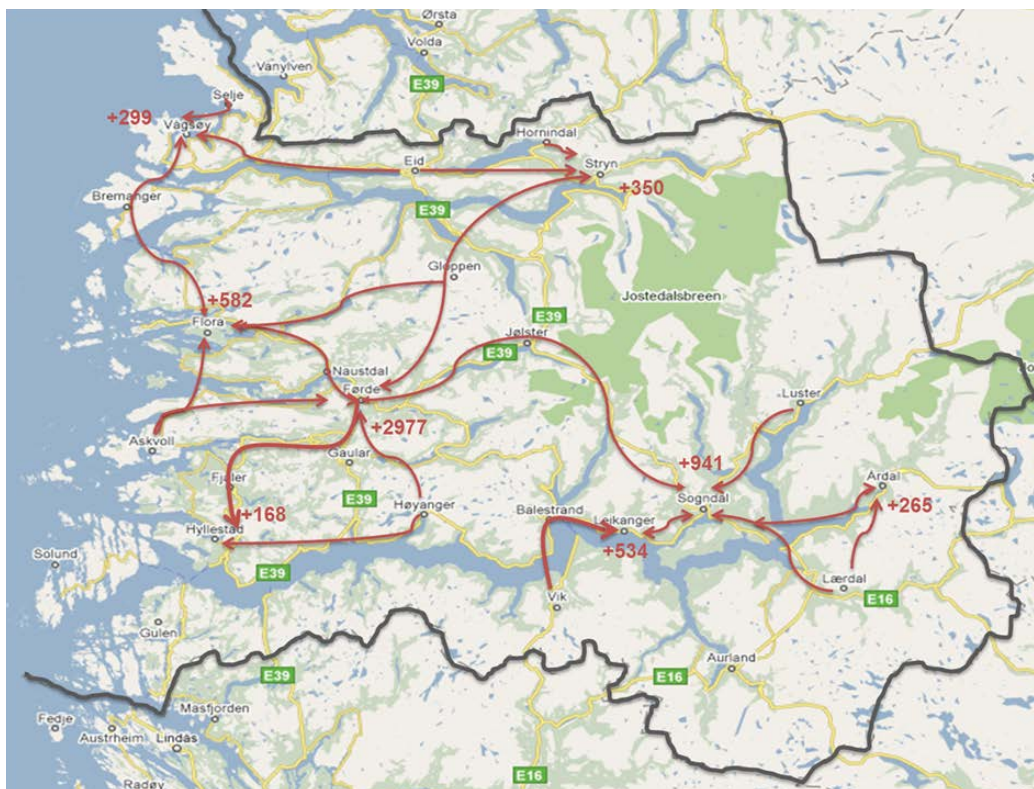 Ørsta
Volda
Vanylven
E39
Selje
+299
Vågsøy
Hornindal
Eid
Stryn
+350
Bremanger
E39
Gloppen
+582
Flora
Jostedalsbreen
E39
Jølster
E39
Naustdal
Førde
Luster
+2977
Askvoll
Gaular
+941
Fjaler
E39
Årdal
Sogndal
+265
Høyanger
Balestrand
+168
Leikanger
Hyllestad
+534
Solund
E39
Lærdal
E16
Vik
Gulen
Aurland
E39
E16
Masfjorden
Fedje
Austrheim
Lindås
E16
Radøy